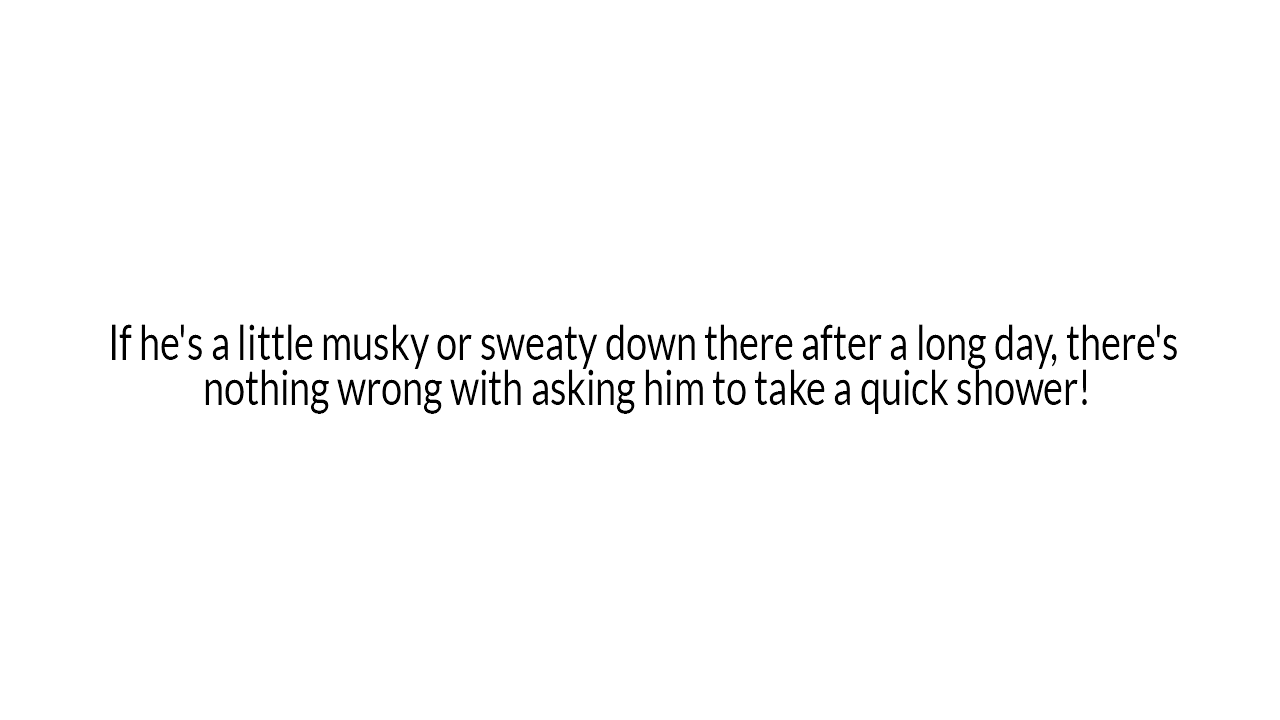 If he's a little musky or sweaty down there after a long day, there's
nothing wrong with asking him to take a quick shower!